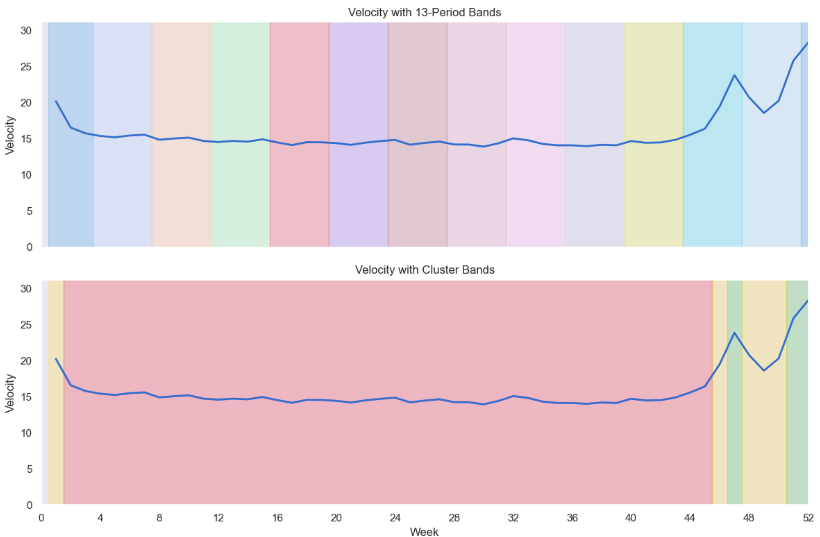 Velocity with 13-Period Bands
30
25
20
15
10
5
0
Velocity
Velocity with Cluster Bands
30
25
20
15
10
5
0
Velocity
0 4 8 12 16 20 24 28 32 36 40 44 48 52
Week